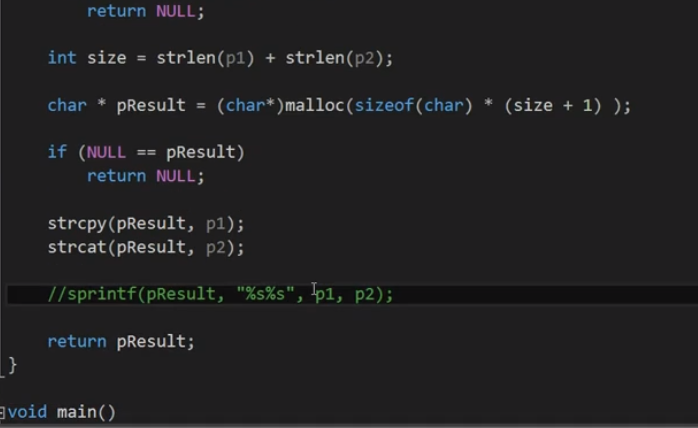 return NULL;
int size = strlen(p1) + strlen(p2);
char * pResult = (char*)malloc(sizeof(char) * (size + 1) );
if (NULL == pResult)
return NULL;
strcpy(pResult, p1);
strcat(pResult, p2);
//sprintf(pResult, "%s%s", p1, p2);
return pResult;
}
void main()